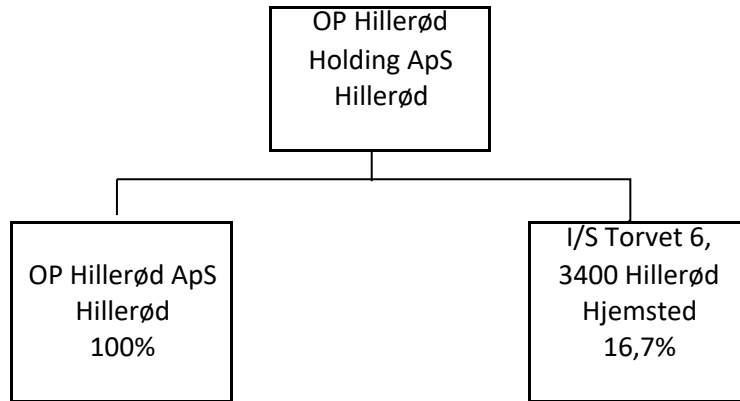 OP Hillerød
Holding ApS
Hillerød
OP Hillerød ApS
Hillerød
100%
I/S Torvet 6,
3400 Hillerød
Hjemsted
16,7%